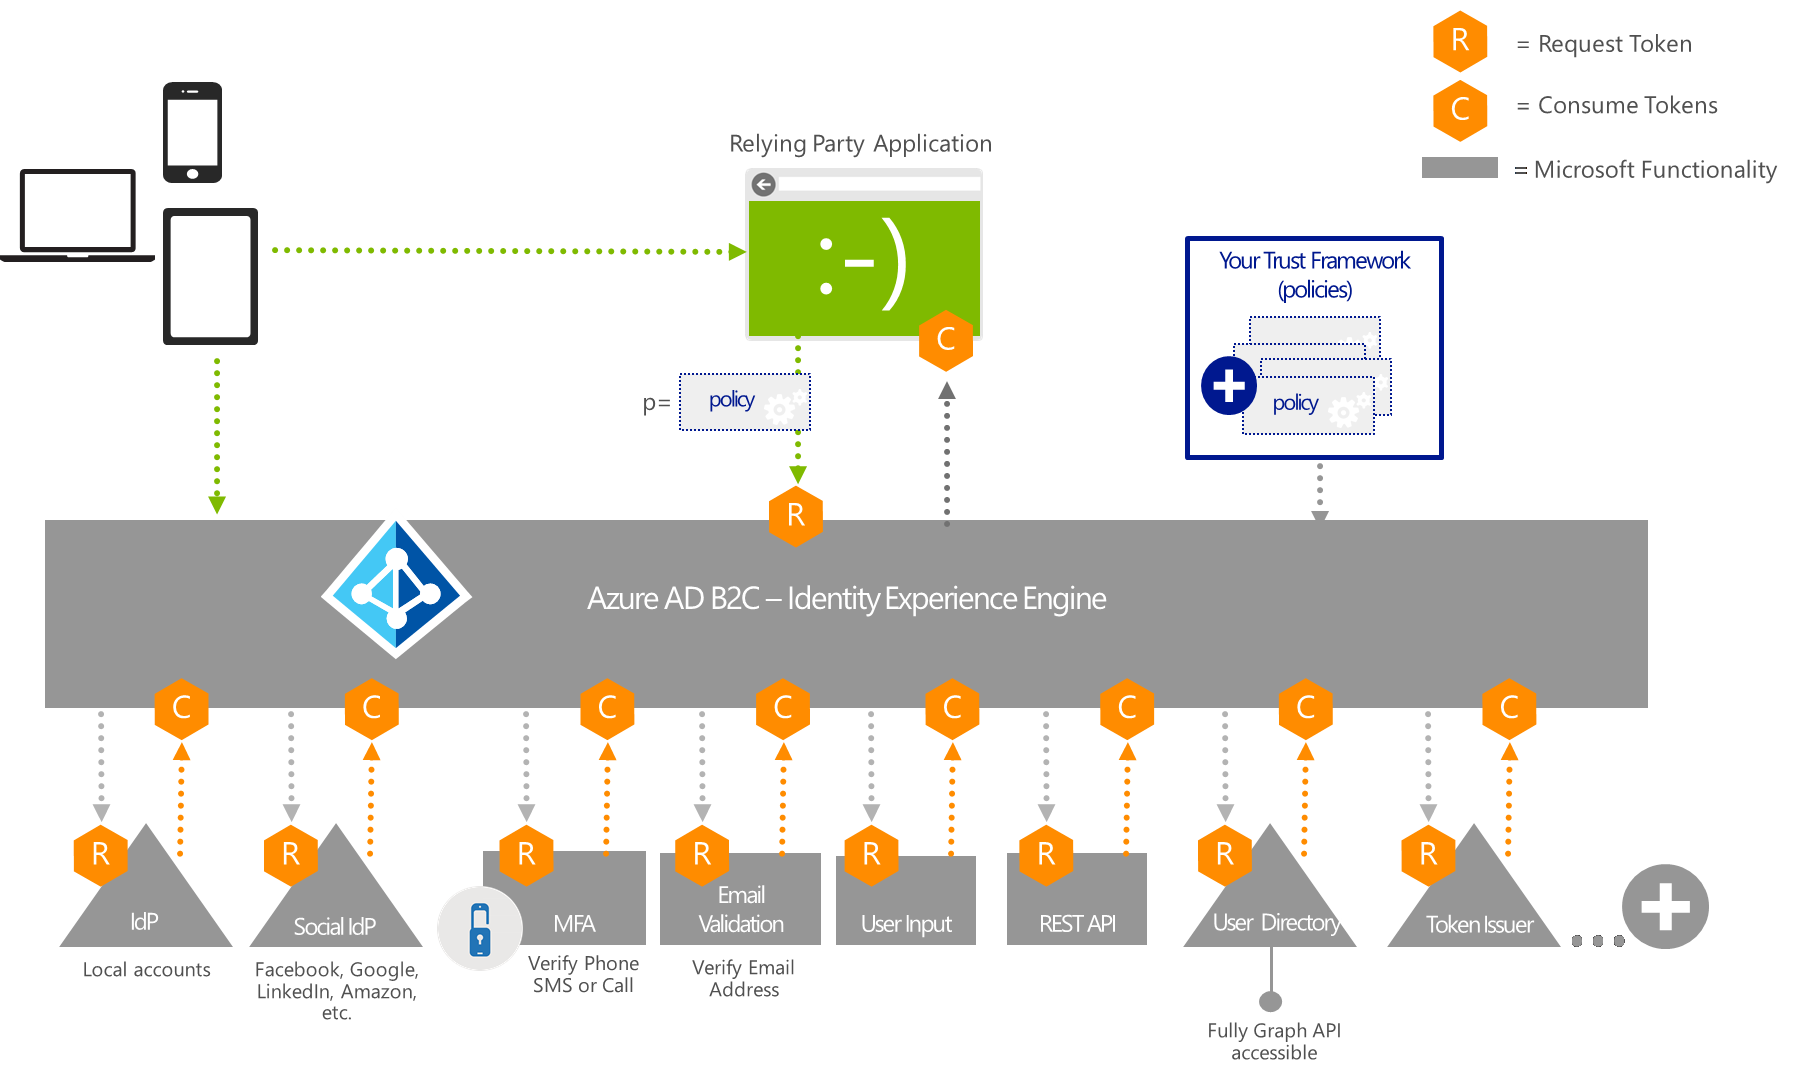 R = Request Token
C = Consume Tokens
= Microsoft Functionality
Relying Party Application
:-)
C
Your Trust Framework
(policies)
policy
p=
policy
R
Azure AD B2C – Identity Experience Engine
C C C C C C C C
R R R R R R R R
IdP
Local accounts
Social IdP
Facebook, Google,
LinkedIn, Amazon,
etc.
MFA
Verify Phone
SMS or Call
Email
Validation
Verify Email
Address
User Input
REST API
User Directory
Fully Graph API
accessible
Token Issuer